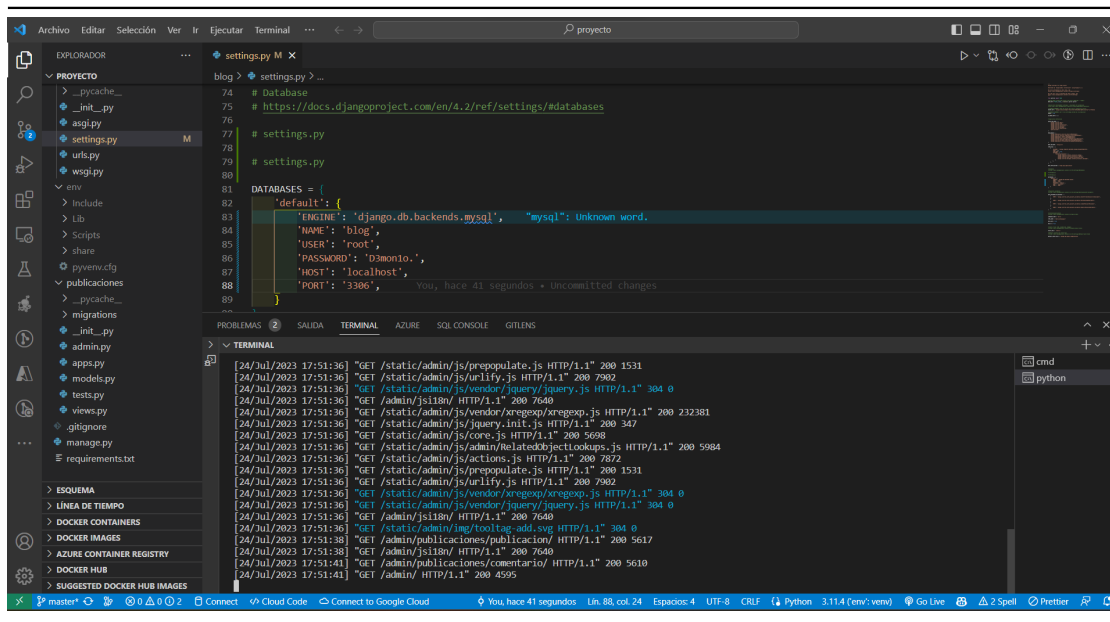 Archivo Editar Selección Ver Ir Ejecutar Terminal ··· proyecto
EXPLORADOR ···
PROYECTO
__pycache__
__init__.py
asgi.py
settings.py M
urls.py
wsgi.py
env
Include
Lib
Scripts
share
pyvenv.cfg
publicaciones
__pycache__
migrations
__init__.py
admin.py
apps.py
models.py
tests.py
views.py
.gitignore
manage.py
requirements.txt
ESQUEMA
LÍNEA DE TIEMPO
DOCKER CONTAINERS
DOCKER IMAGES
AZURE CONTAINER REGISTRY
DOCKER HUB
SUGGESTED DOCKER HUB IMAGES
settings.py M
blog > settings.py > ...
74 # Database
75 # https://docs.djangoproject.com/en/4.2/ref/settings/#databases
76
77 # settings.py
78
79 # settings.py
80
81 DATABASES = {
82 'default': {
83 'ENGINE': 'django.db.backends.mysql', "mysql": Unknown word.
84 'NAME': 'blog',
85 'USER': 'root',
86 'PASSWORD': 'D3mon1o.',
87 'HOST': 'localhost',
88 'PORT': '3306', You, hace 41 segundos • Uncommitted changes
89 }
PROBLEMAS 2 SALIDA TERMINAL AZURE SQL CONSOLE GITLENS
TERMINAL
[24/Jul/2023 17:51:36] "GET /static/admin/js/prepopulate.js HTTP/1.1" 200 1531
[24/Jul/2023 17:51:36] "GET /static/admin/js/urlify.js HTTP/1.1" 200 7902
[24/Jul/2023 17:51:36] "GET /static/admin/js/vendor/jquery/jquery.js HTTP/1.1" 304 0
[24/Jul/2023 17:51:36] "GET /admin/jsi18n/ HTTP/1.1" 200 7640
[24/Jul/2023 17:51:36] "GET /static/admin/js/vendor/xregexp/xregexp.js HTTP/1.1" 200 232381
[24/Jul/2023 17:51:36] "GET /static/admin/js/jquery.init.js HTTP/1.1" 200 347
[24/Jul/2023 17:51:36] "GET /static/admin/js/core.js HTTP/1.1" 200 5698
[24/Jul/2023 17:51:36] "GET /static/admin/js/admin/RelatedObjectLookups.js HTTP/1.1" 200 5984
[24/Jul/2023 17:51:36] "GET /static/admin/js/actions.js HTTP/1.1" 200 7872
[24/Jul/2023 17:51:36] "GET /static/admin/js/prepopulate.js HTTP/1.1" 200 1531
[24/Jul/2023 17:51:36] "GET /static/admin/js/urlify.js HTTP/1.1" 200 7902
[24/Jul/2023 17:51:36] "GET /static/admin/js/vendor/xregexp/xregexp.js HTTP/1.1" 304 0
[24/Jul/2023 17:51:36] "GET /static/admin/js/vendor/jquery/jquery.js HTTP/1.1" 304 0
[24/Jul/2023 17:51:36] "GET /admin/jsi18n/ HTTP/1.1" 200 7640
[24/Jul/2023 17:51:36] "GET /static/admin/img/tooltag-add.svg HTTP/1.1" 304 0
[24/Jul/2023 17:51:38] "GET /admin/publicaciones/publicacion/ HTTP/1.1" 200 5617
[24/Jul/2023 17:51:38] "GET /admin/jsi18n/ HTTP/1.1" 200 7640
[24/Jul/2023 17:51:41] "GET /admin/publicaciones/comentario/ HTTP/1.1" 200 5610
[24/Jul/2023 17:51:41] "GET /admin/ HTTP/1.1" 200 4595
cmd
python
master* 0 0 2 Connect Cloud Code Connect to Google Cloud You, hace 41 segundos Lín. 88, col. 24 Espacios: 4 UTF-8 CRLF Python 3.11.4 ('env': venv) Go Live 2 Spell Prettier